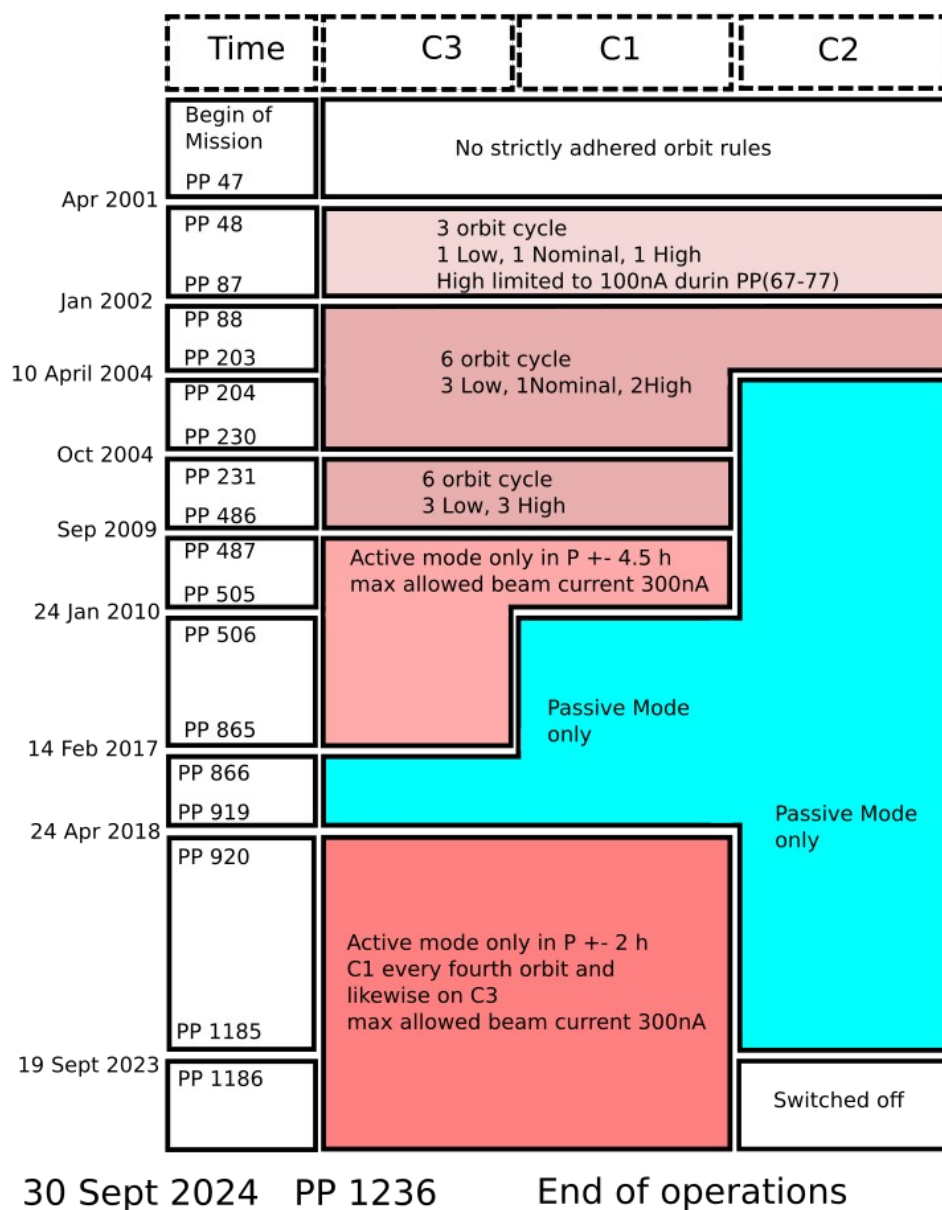 Time C3 C1 C2
Begin of
Mission
PP 47
No strictly adhered orbit rules
Apr 2001
PP 48
PP 87
3 orbit cycle
1 Low, 1 Nominal, 1 High
High limited to 100nA durin PP(67-77)
Jan 2002
PP 88
PP 203
10 April 2004
PP 204
PP 230
6 orbit cycle
3 Low, 1Nominal, 2High
Oct 2004
PP 231
PP 486
6 orbit cycle
3 Low, 3 High
Sep 2009
PP 487
PP 505
Active mode only in P +- 4.5 h
max allowed beam current 300nA
24 Jan 2010
PP 506
PP 865
Passive Mode
only
14 Feb 2017
PP 866
PP 919
Passive Mode
only
24 Apr 2018
PP 920
PP 1185
Active mode only in P +- 2 h
C1 every fourth orbit and
likewise on C3
max allowed beam current 300nA
19 Sept 2023
PP 1186
Switched off
30 Sept 2024 PP 1236 End of operations